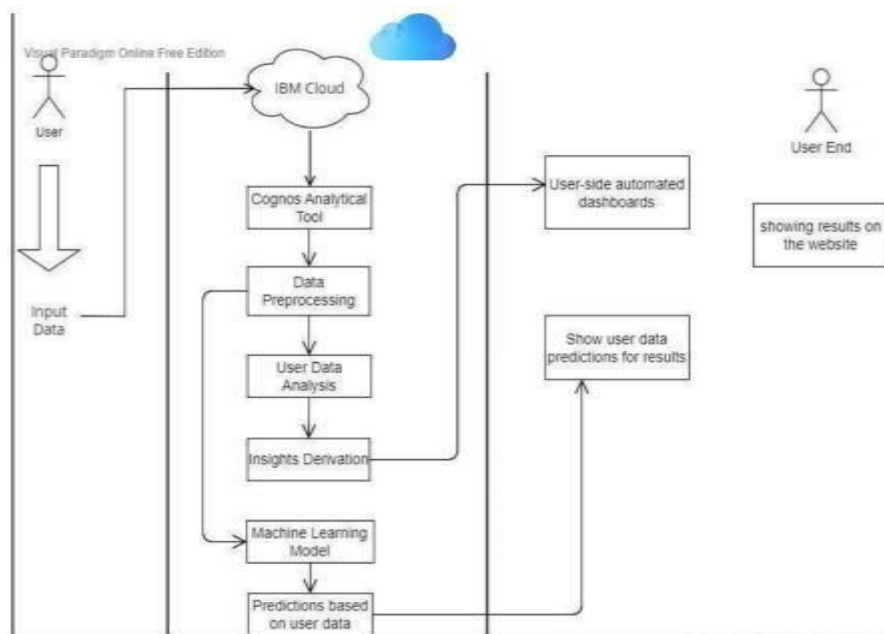 Visual Paradigm Online Free Edition
User
Input
Data
IBM Cloud
Cognos Analytical
Tool
Data
Preprocessing
User Data
Analysis
Insights Derivation
Machine Learning
Model
Predictions based
on user data
User-side automated
dashboards
Show user data
predictions for results
User End
showing results on
the website